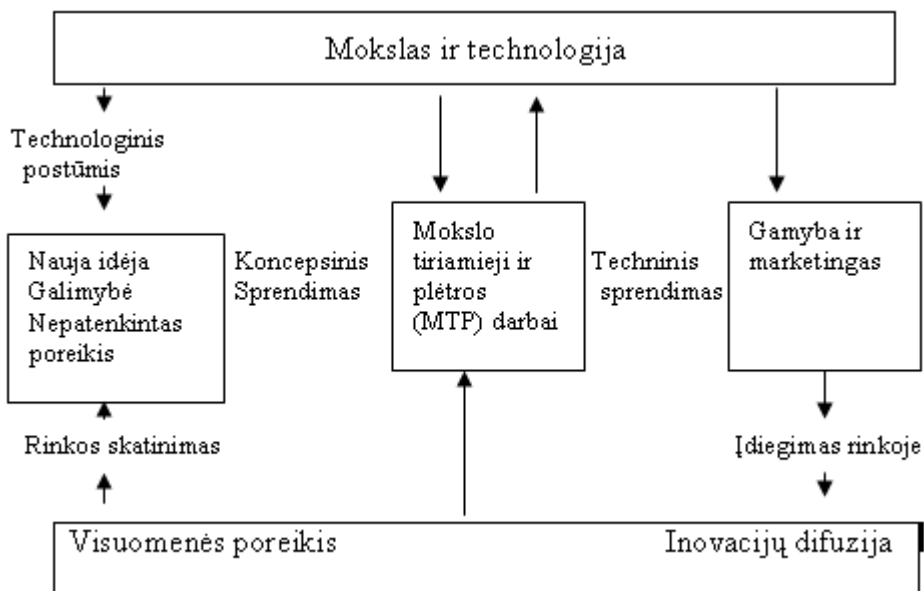 Mokslas ir technologija
Technologinis
postūmis
Nauja idėja
Galimybė
Nepatenkintas
poreikis
Koncepsinis
Sprendimas
Mokslo
tiriamieji ir
plėtros
(MTP) darbai
Techninis
sprendimas
Gamyba ir
marketingas
Rinkos skatinimas
Įdiegimas rinkoje
Visuomenės poreikis
Inovacijų difuzija